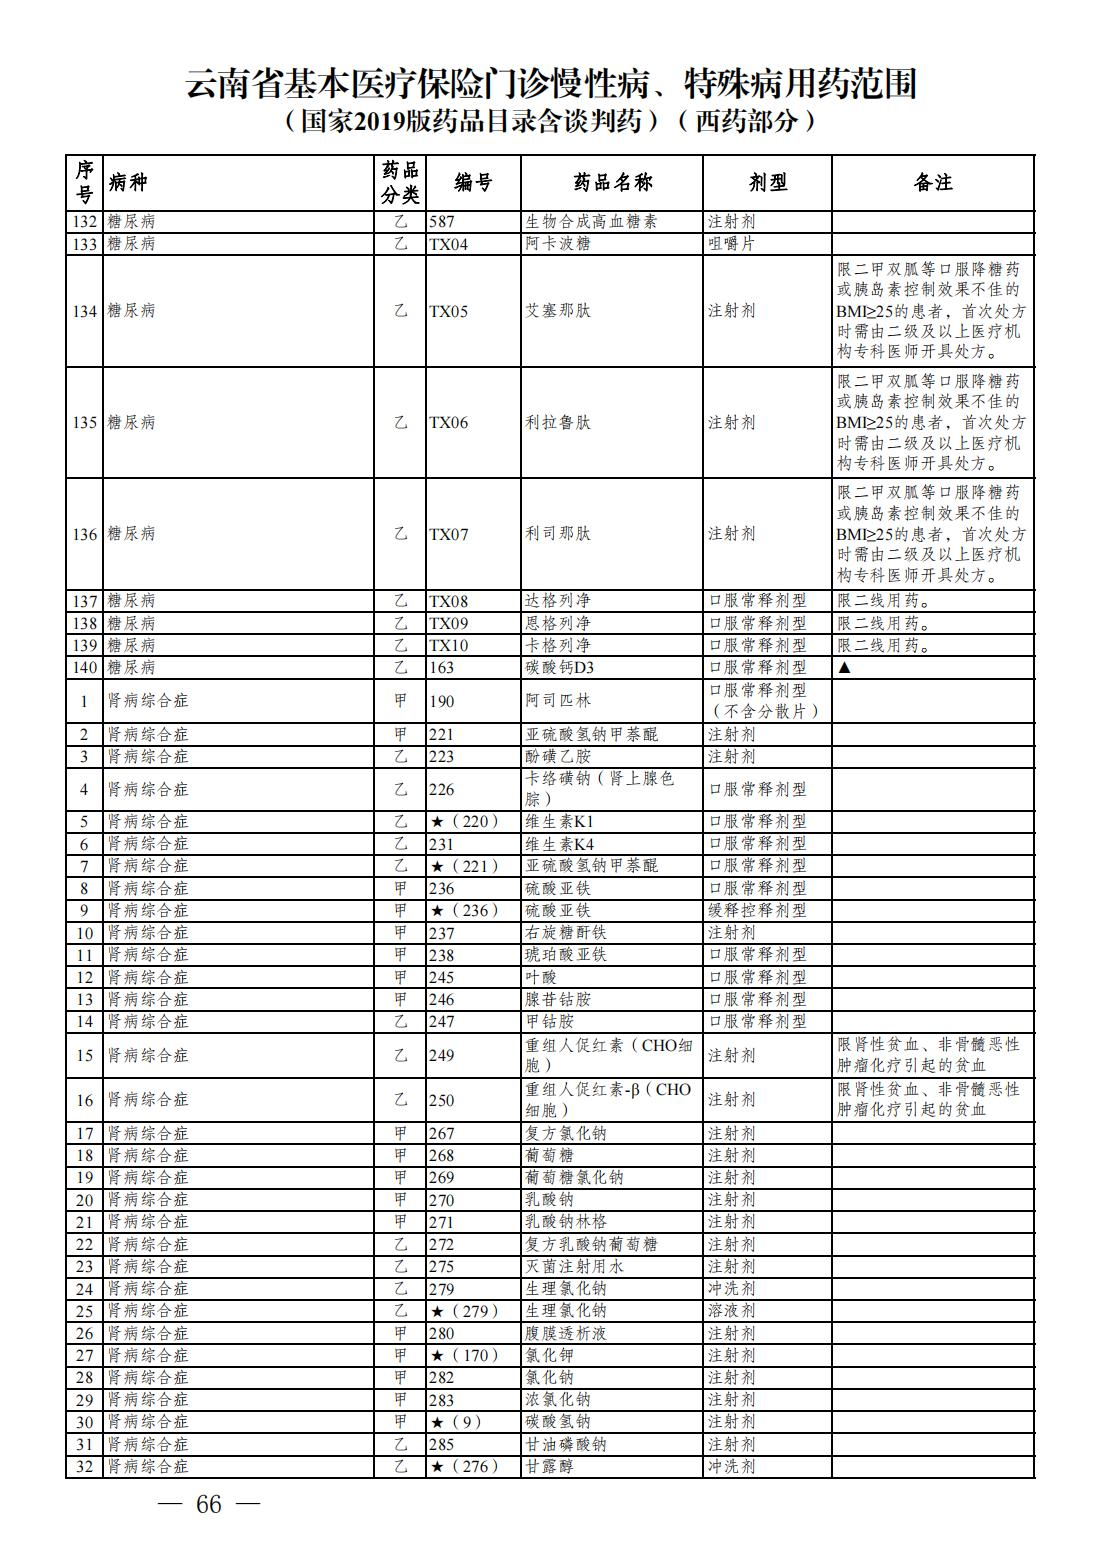 云南省基本医疗保险门诊慢性病、特殊病用药范围
（国家2019版药品目录含谈判药）（西药部分）
序号 病种 药品分类 编号 药品名称 剂型 备注
132 糖尿病 乙 587 生物合成高血糖素 注射剂
133 糖尿病 乙 TX04 阿卡波糖 咀嚼片
134 糖尿病 乙 TX05 艾塞那肽 注射剂 限二甲双胍等口服降糖药
或胰岛素控制效果不佳的
BMI≥25的患者，首次处方
时需由二级及以上医疗机
构专科医师开具处方。
135 糖尿病 乙 TX06 利拉鲁肽 注射剂 限二甲双胍等口服降糖药
或胰岛素控制效果不佳的
BMI≥25的患者，首次处方
时需由二级及以上医疗机
构专科医师开具处方。
136 糖尿病 乙 TX07 利司那肽 注射剂 限二甲双胍等口服降糖药
或胰岛素控制效果不佳的
BMI≥25的患者，首次处方
时需由二级及以上医疗机
构专科医师开具处方。
137 糖尿病 乙 TX08 达格列净 口服常释剂型 限二线用药。
138 糖尿病 乙 TX09 恩格列净 口服常释剂型 限二线用药。
139 糖尿病 乙 TX10 卡格列净 口服常释剂型 限二线用药。
140 糖尿病 乙 163 碳酸钙D3 口服常释剂型 ▲
1 肾病综合症 甲 190 阿司匹林 口服常释剂型
（不含分散片）
2 肾病综合症 甲 221 亚硫酸氢钠甲萘醌 注射剂
3 肾病综合症 乙 223 酚磺乙胺 注射剂
4 肾病综合症 乙 226 卡络磺钠（肾上腺色
腙） 口服常释剂型
5 肾病综合症 乙 ★（220） 维生素K1 口服常释剂型
6 肾病综合症 乙 231 维生素K4 口服常释剂型
7 肾病综合症 乙 ★（221） 亚硫酸氢钠甲萘醌 口服常释剂型
8 肾病综合症 甲 236 硫酸亚铁 口服常释剂型
9 肾病综合症 甲 ★（236） 硫酸亚铁 缓释控释剂型
10 肾病综合症 甲 237 右旋糖酐铁 注射剂
11 肾病综合症 甲 238 琥珀酸亚铁 口服常释剂型
12 肾病综合症 甲 245 叶酸 口服常释剂型
13 肾病综合症 甲 246 腺苷钴胺 口服常释剂型
14 肾病综合症 乙 247 甲钴胺 口服常释剂型
15 肾病综合症 乙 249 重组人促红素（CHO细
胞） 注射剂 限肾性贫血、非骨髓恶性
肿瘤化疗引起的贫血
16 肾病综合症 乙 250 重组人促红素-β（CHO
细胞） 注射剂 限肾性贫血、非骨髓恶性
肿瘤化疗引起的贫血
17 肾病综合症 甲 267 复方氯化钠 注射剂
18 肾病综合症 甲 268 葡萄糖 注射剂
19 肾病综合症 甲 269 葡萄糖氯化钠 注射剂
20 肾病综合症 甲 270 乳酸钠 注射剂
21 肾病综合症 甲 271 乳酸钠林格 注射剂
22 肾病综合症 乙 272 复方乳酸钠葡萄糖 注射剂
23 肾病综合症 乙 275 灭菌注射用水 注射剂
24 肾病综合症 乙 279 生理氯化钠 冲洗剂
25 肾病综合症 乙 ★（279） 生理氯化钠 溶液剂
26 肾病综合症 甲 280 腹膜透析液 注射剂
27 肾病综合症 甲 ★（170） 氯化钾 注射剂
28 肾病综合症 甲 282 氯化钠 注射剂
29 肾病综合症 甲 283 浓氯化钠 注射剂
30 肾病综合症 甲 ★（9） 碳酸氢钠 注射剂
31 肾病综合症 乙 285 甘油磷酸钠 注射剂
32 肾病综合症 乙 ★（276） 甘露醇 冲洗剂
— 66 —